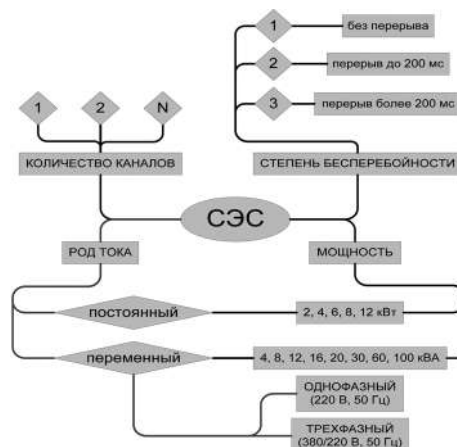 1 без перерыва
2 перерыв до 200 мс
3 перерыв более 200 мс
1 2 N
КОЛИЧЕСТВО КАНАЛОВ
СТЕПЕНЬ БЕСПЕРЕБОЙНОСТИ
СЭС
РОД ТОКА
МОЩНОСТЬ
постоянный
2, 4, 6, 8, 12 кВт
переменный
4, 8, 12, 16, 20, 30, 60, 100 кВА
ОДНОФАЗНЫЙ
(220 В, 50 Гц)
ТРЕХФАЗНЫЙ
(380/220 В, 50 Гц)